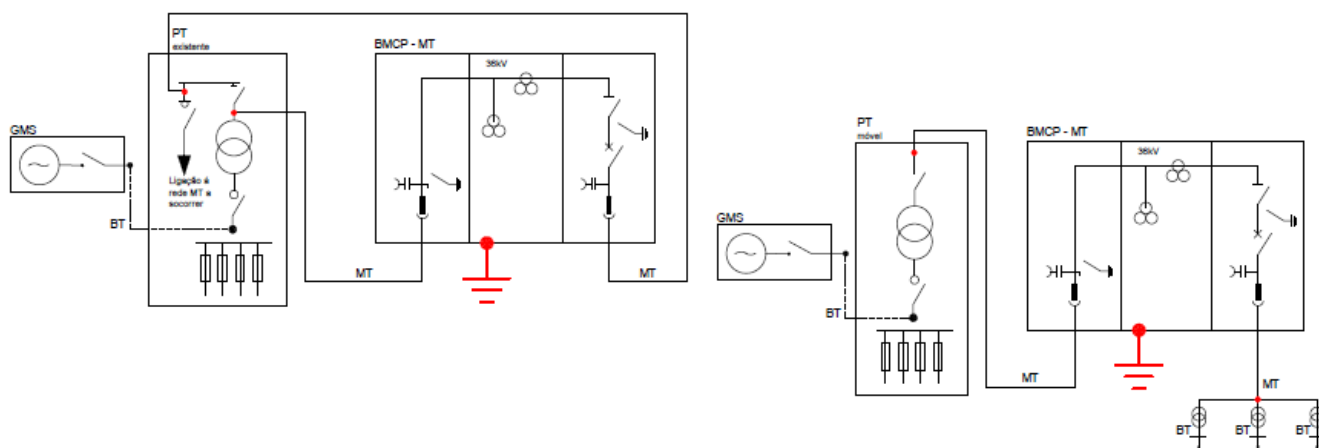 PT
existente
BMCP - MT
36kV
GMS
Ligação á
rede MT a
socorrer
BT
MT
MT
PT
móvel
BMCP - MT
36kV
GMS
BT
MT
MT
BT
BT
BT